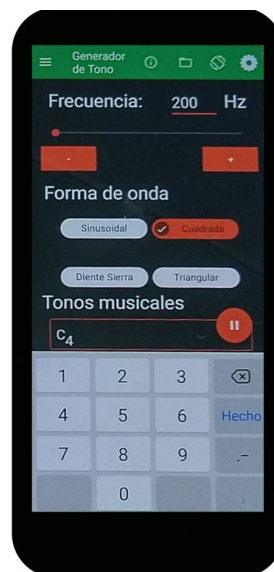 Generador
de Tono
Frecuencia: 200 Hz
- +
Forma de onda
Sinusoidal Cuadrada
Diente Sierra Triangular
Tonos musicales
C4
1 2 3
4 5 6 Hecho
7 8 9 .-
0 ,